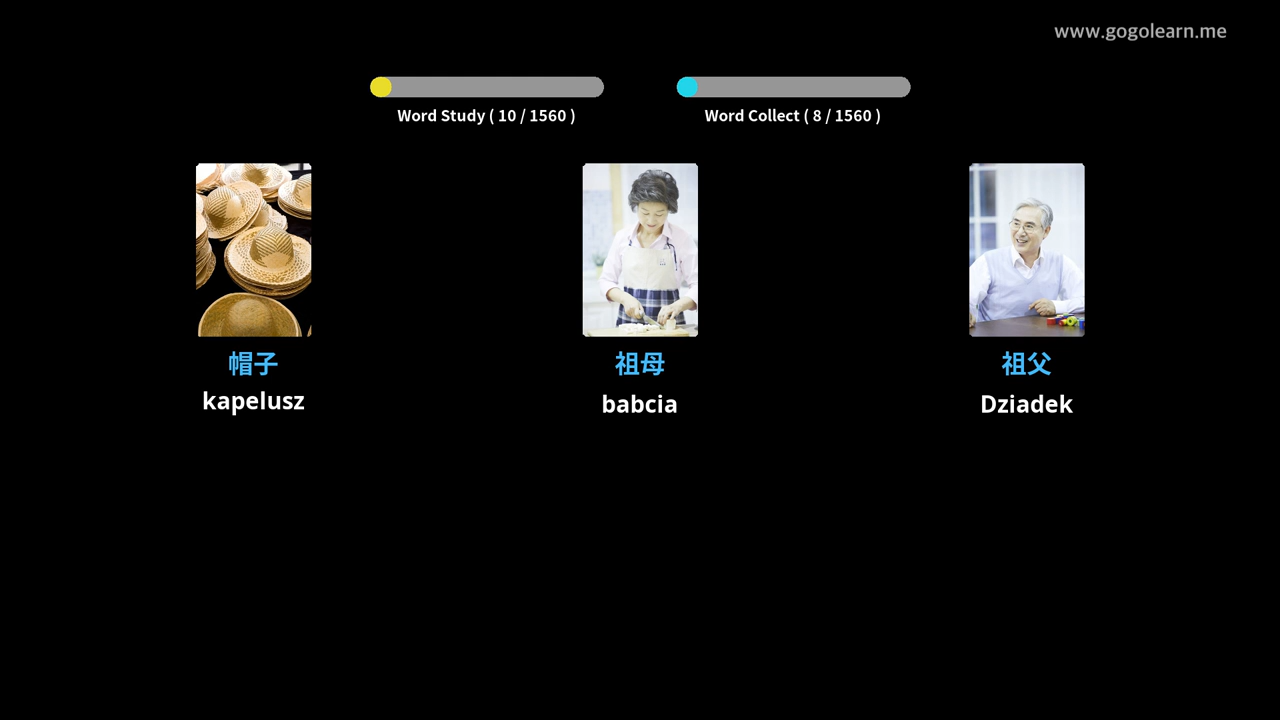 www.gogolearn.me
Word Study ( 10 / 1560 )
Word Collect ( 8 / 1560 )
帽子
kapelusz
祖母
babcia
祖父
Dziadek